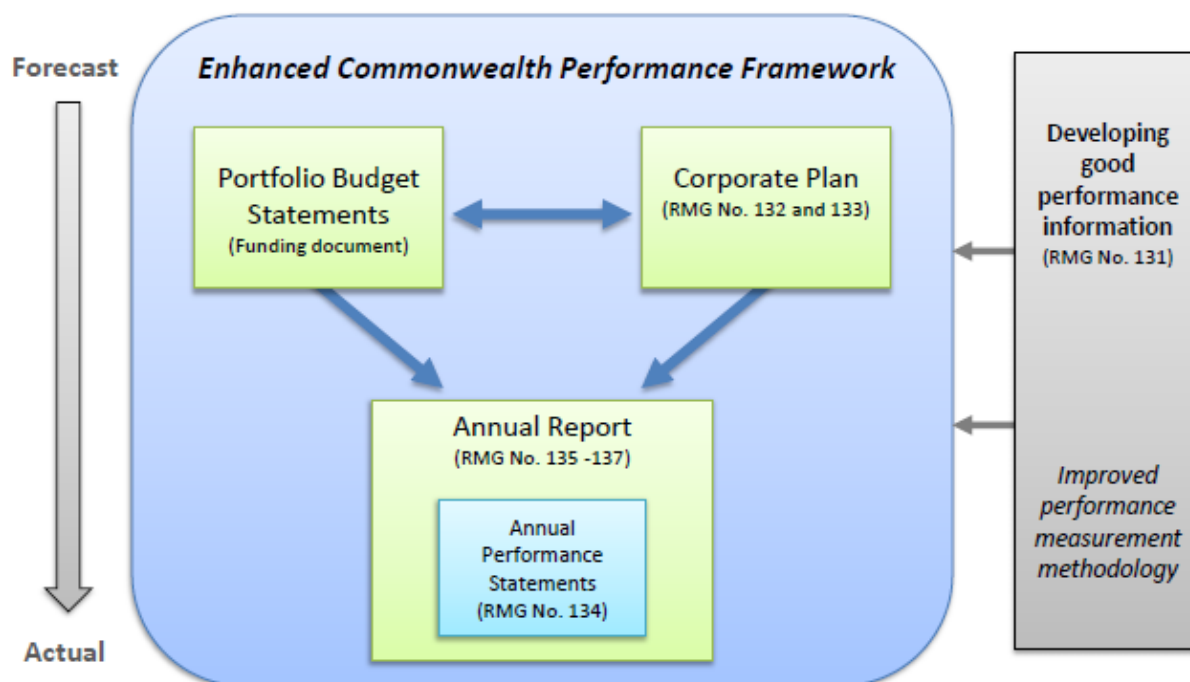 Forecast
Enhanced Commonwealth Performance Framework
Portfolio Budget
Statements
(Funding document)
Corporate Plan
(RMG No. 132 and 133)
Developing
good
performance
information
(RMG No. 131)
Annual Report
(RMG No. 135 -137)
Annual
Performance
Statements
(RMG No. 134)
Improved
performance
measurement
methodology
Actual